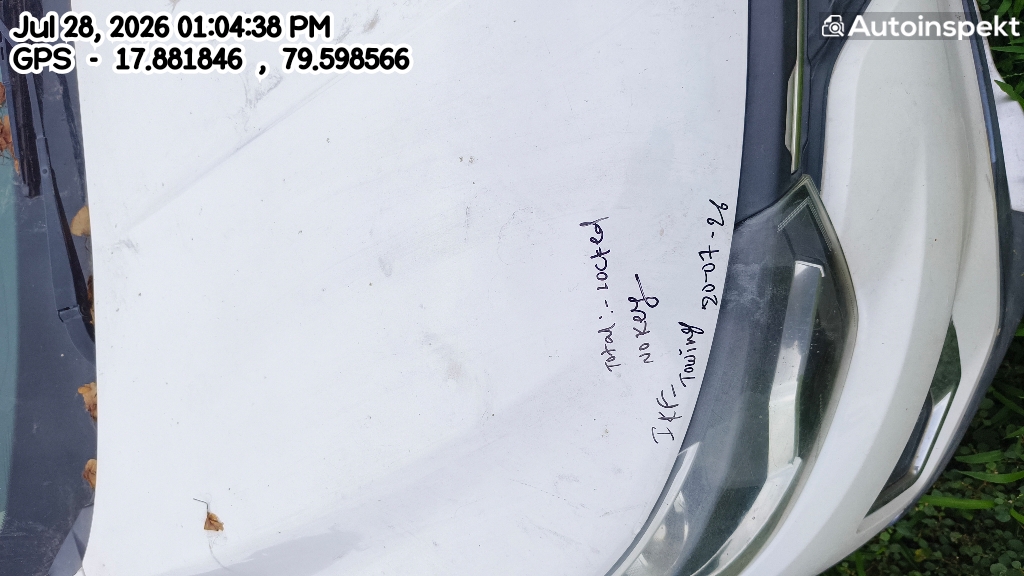 Jul 28, 2026 01:04:38 PM
GPS - 17.881846 , 79.598566
Autoinspekt
Total :- Locked
No Key
IKF- Towing 20-07-26